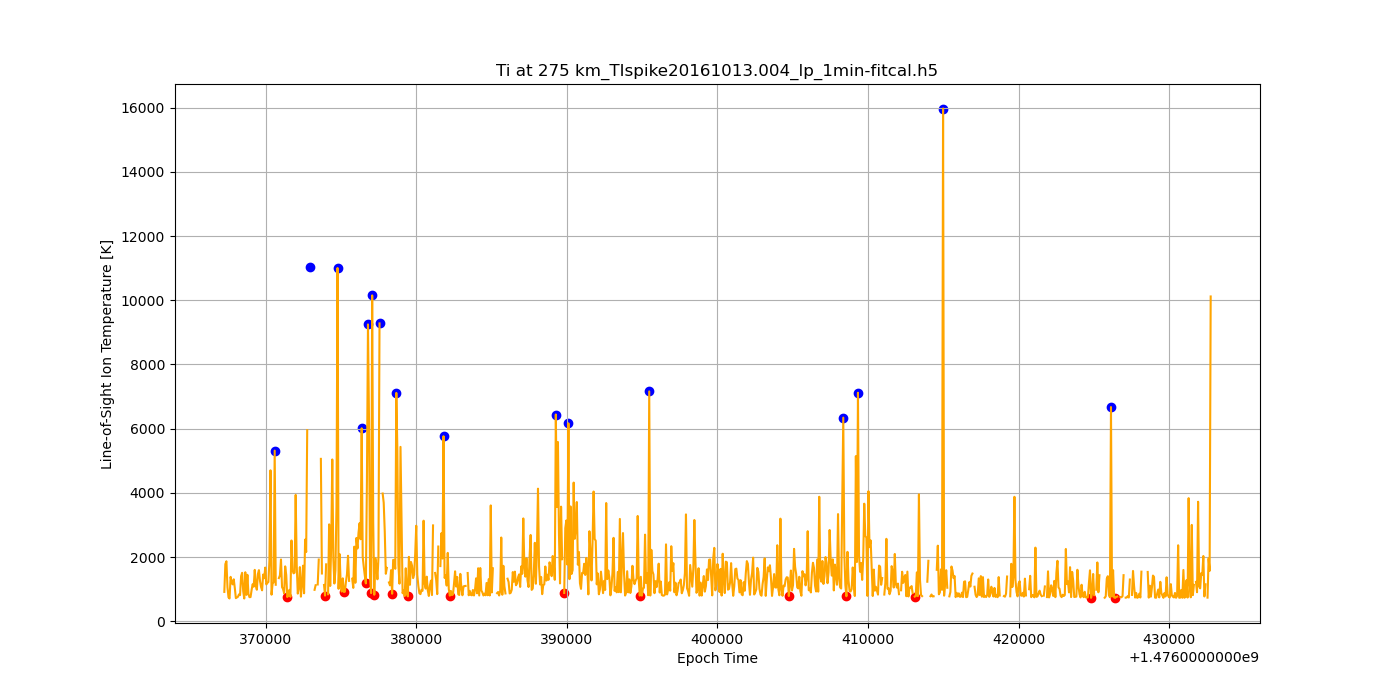 Ti at 275 km_TIspike20161013.004_lp_1min-fitcal.h5
Line-of-Sight Ion Temperature [K]
16000
14000
12000
10000
8000
6000
4000
2000
0
370000 380000 390000 400000 410000 420000 430000
Epoch Time
+1.4760000000e9